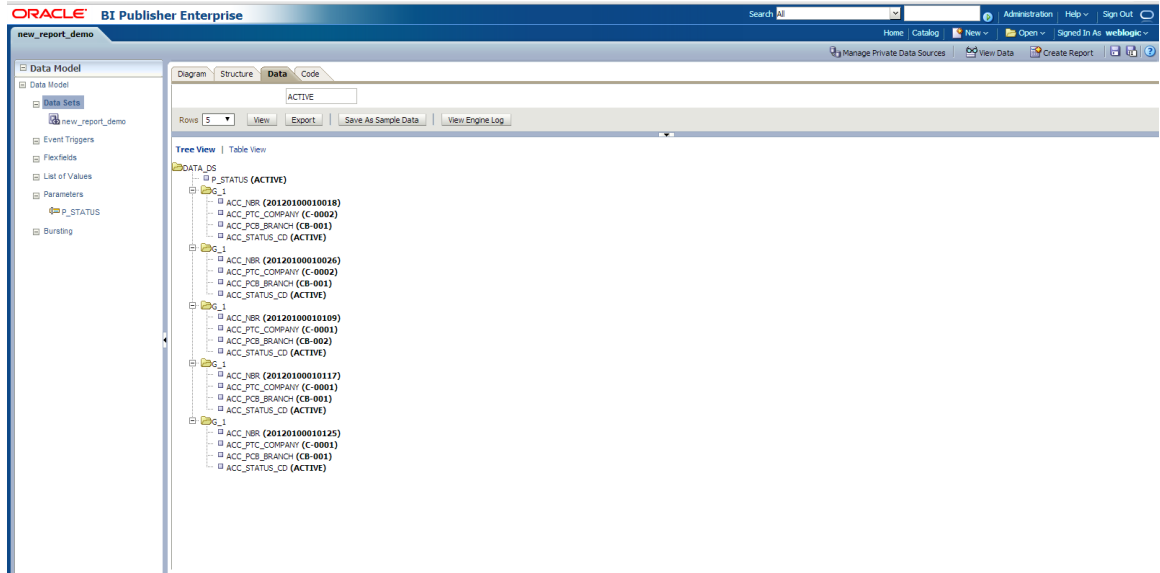 ORACLE BI Publisher Enterprise Search All Administration Help Sign Out
new_report_demo Home Catalog New Open Signed In As weblogic
Manage Private Data Sources View Data Create Report
Data Model
Data Model
Data Sets
new_report_demo
Event Triggers
Flexfields
List of Values
Parameters
P_STATUS
Bursting
Diagram Structure Data Code
ACTIVE
Rows 5 View Export Save As Sample Data View Engine Log
Tree View | Table View
DATA_DS
P_STATUS (ACTIVE)
G_1
ACC_NBR (20120100010018)
ACC_PTC_COMPANY (C-0002)
ACC_PCB_BRANCH (CB-001)
ACC_STATUS_CD (ACTIVE)
G_1
ACC_NBR (20120100010026)
ACC_PTC_COMPANY (C-0002)
ACC_PCB_BRANCH (CB-001)
ACC_STATUS_CD (ACTIVE)
G_1
ACC_NBR (20120100010109)
ACC_PTC_COMPANY (C-0001)
ACC_PCB_BRANCH (CB-002)
ACC_STATUS_CD (ACTIVE)
G_1
ACC_NBR (20120100010117)
ACC_PTC_COMPANY (C-0001)
ACC_PCB_BRANCH (CB-001)
ACC_STATUS_CD (ACTIVE)
G_1
ACC_NBR (20120100010125)
ACC_PTC_COMPANY (C-0001)
ACC_PCB_BRANCH (CB-001)
ACC_STATUS_CD (ACTIVE)